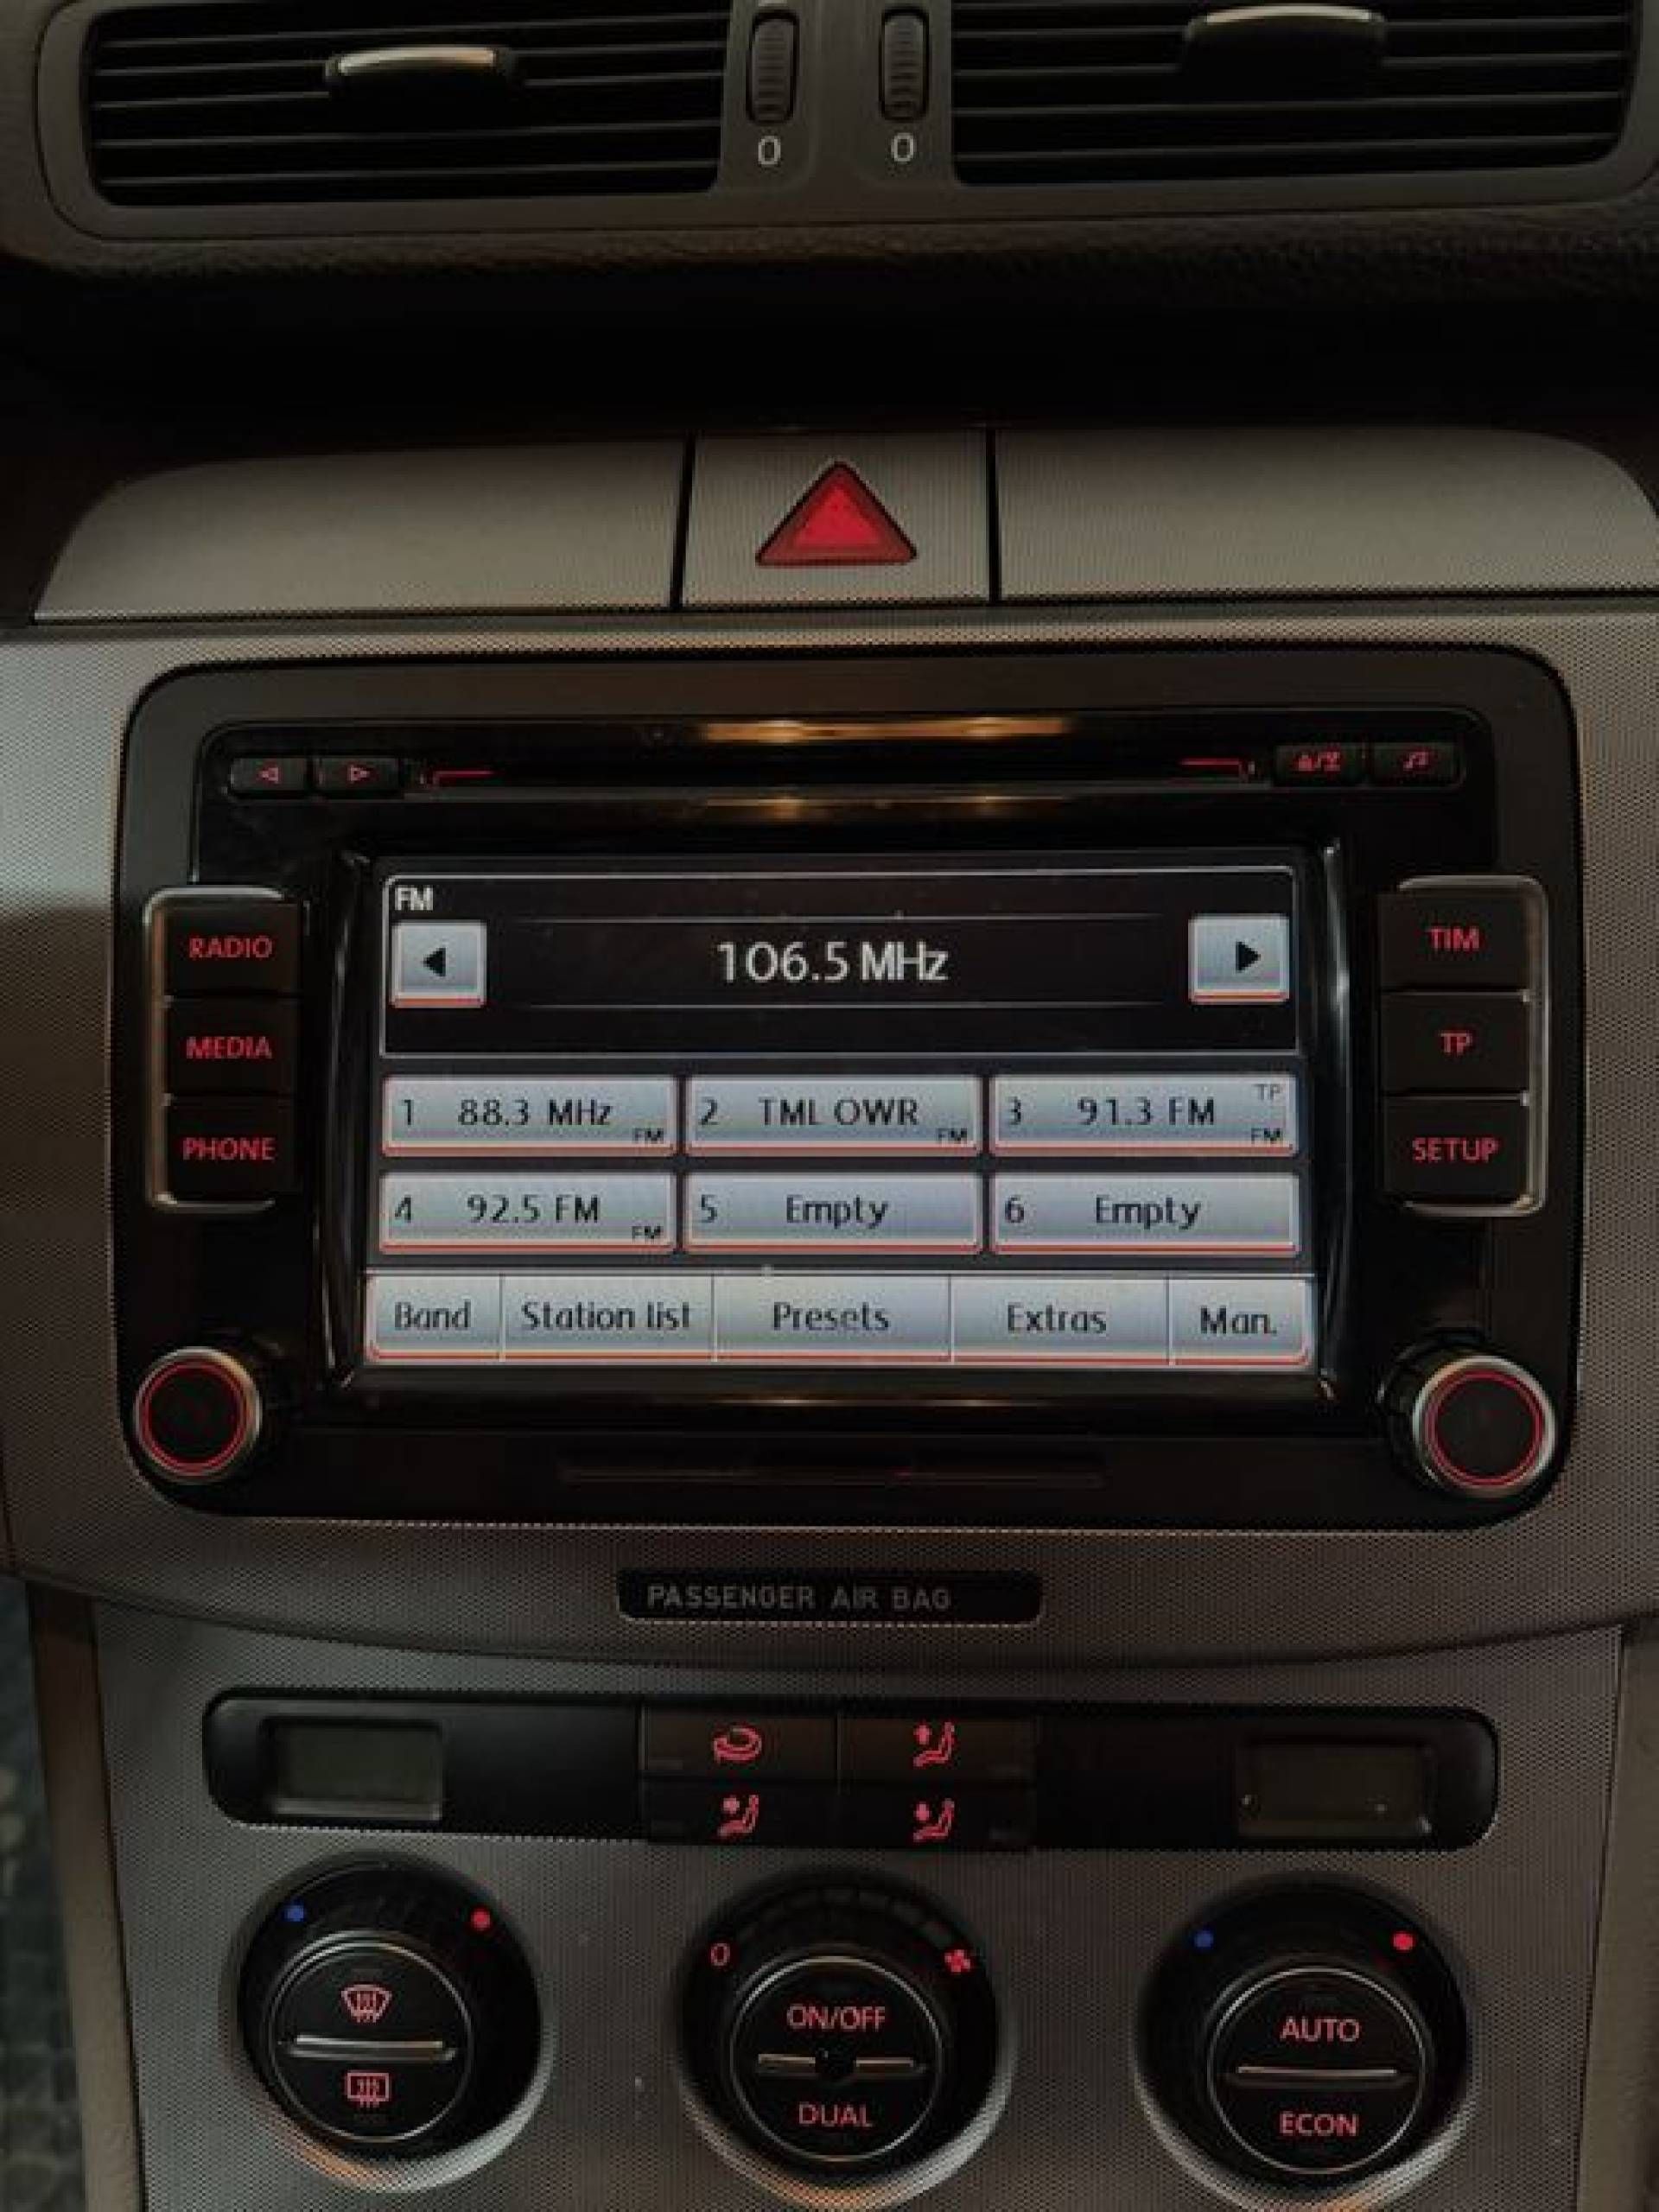 0 0
FM
106.5 MHz
RADIO
MEDIA
PHONE
TIM
TP
SETUP
1 88.3 MHz FM
2 TML OWR FM
3 91.3 FM TP FM
4 92.5 FM FM
5 Empty
6 Empty
Band Station list Presets Extras Man.
PASSENGER AIR BAG
0
ON/OFF
DUAL
AUTO
ECON